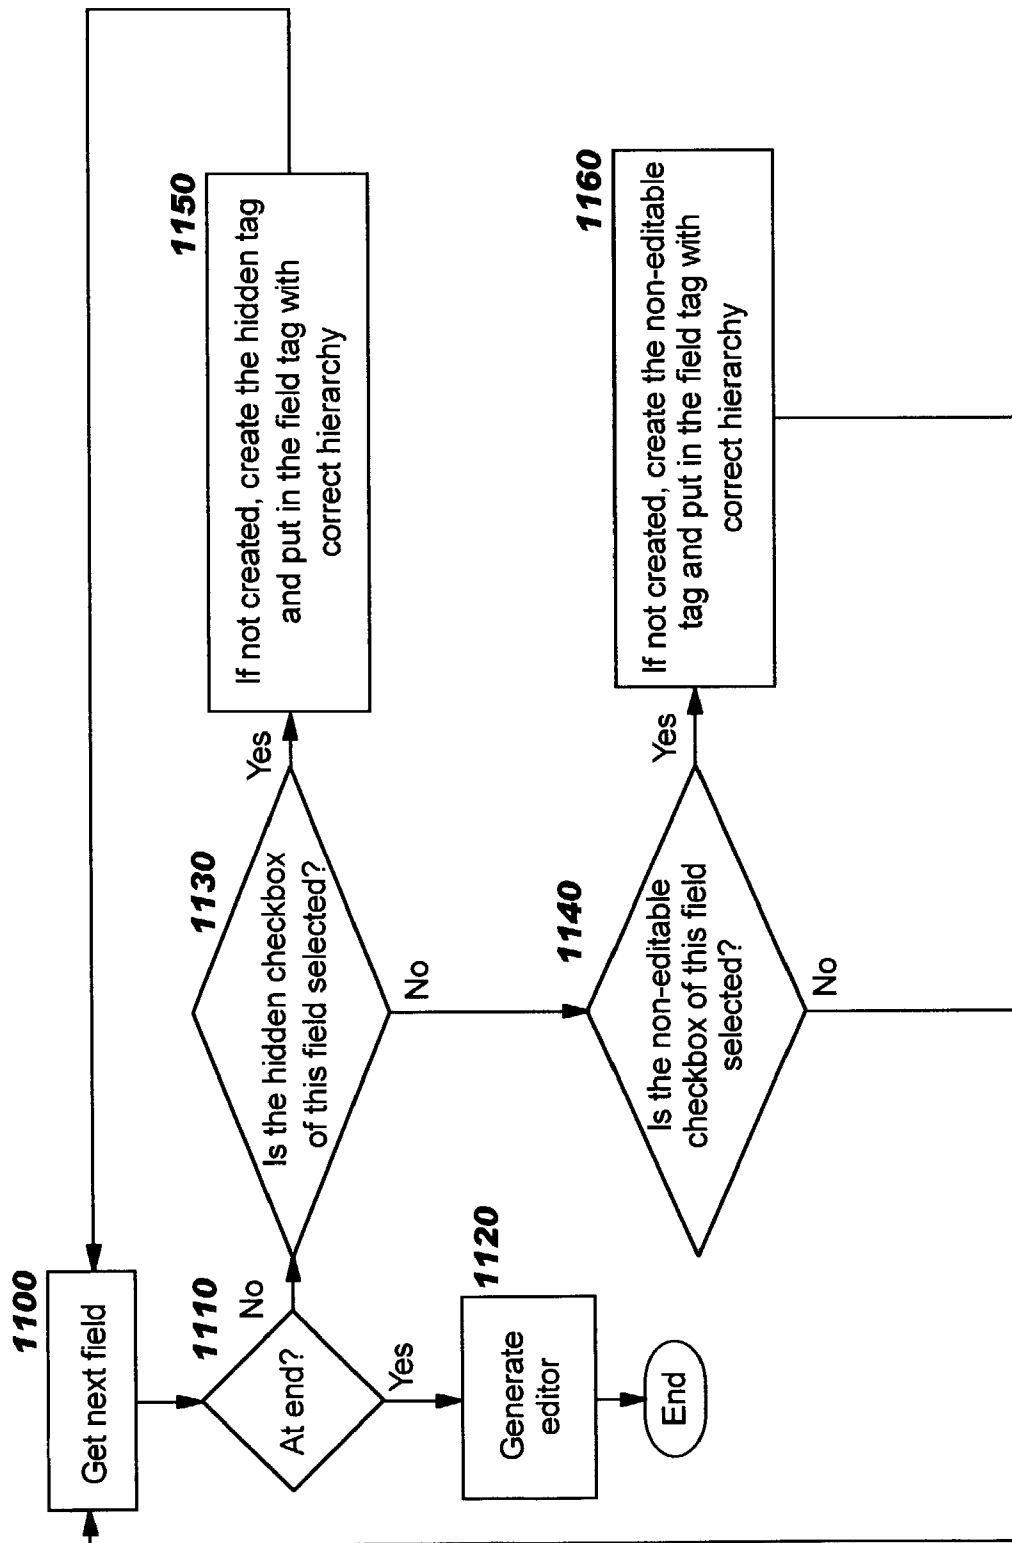 1100
Get next field
1110
At end?
No
Yes
1120
Generate
editor
End
1130
Is the hidden checkbox
of this field selected?
Yes
No
1150
If not created, create the hidden tag
and put in the field tag with
correct hierarchy
1140
Is the non-editable
checkbox of this field
selected?
Yes
No
1160
If not created, create the non-editable
tag and put in the field tag with
correct hierarchy